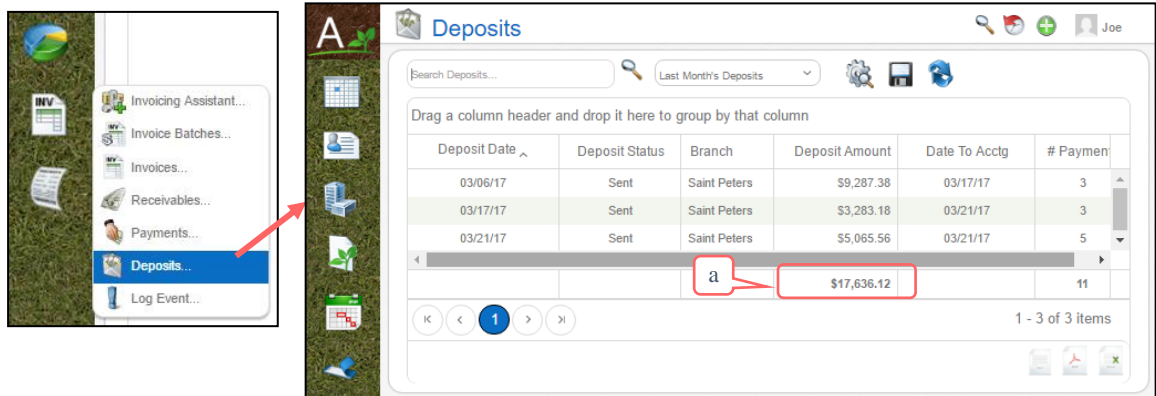 INV
INV
Invoicing Assistant...
Invoice Batches...
Invoices...
Receivables...
Payments...
Deposits...
Log Event...
A
Deposits
Joe
Search Deposits...
Last Month's Deposits
Drag a column header and drop it here to group by that column
Deposit Date Deposit Status Branch Deposit Amount Date To Acctg # Paymen
03/06/17 Sent Saint Peters $9,287.38 03/17/17 3
03/17/17 Sent Saint Peters $3,283.18 03/21/17 3
03/21/17 Sent Saint Peters $5,065.56 03/21/17 5
a $17,636.12 11
1 1 - 3 of 3 items